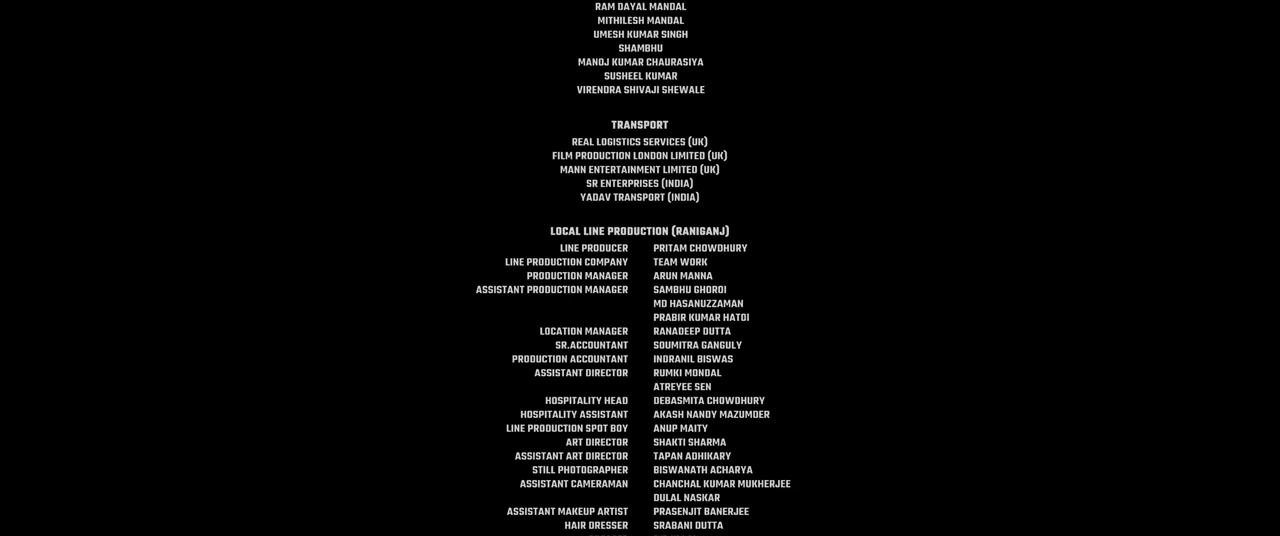 RAM DAYAL MANDAL
MITHILESH MANDAL
UMESH KUMAR SINGH
SHAMBHU
MANOJ KUMAR CHAURASIYA
SUSHEEL KUMAR
VIRENDRA SHIVAJI SHEWALE
TRANSPORT
REAL LOGISTICS SERVICES (UK)
FILM PRODUCTION LONDON LIMITED (UK)
MANN ENTERTAINMENT LIMITED (UK)
SR ENTERPRISES (INDIA)
YADAV TRANSPORT (INDIA)
LOCAL LINE PRODUCTION (RANIGANJ)
LINE PRODUCER PRITAM CHOWDHURY
LINE PRODUCTION COMPANY TEAM WORK
PRODUCTION MANAGER ARUN MANNA
ASSISTANT PRODUCTION MANAGER SAMBHU GHOROI
MD HASANUZZAMAN
PRABIR KUMAR HATOI
LOCATION MANAGER RANADEEP DUTTA
SR.ACCOUNTANT SOUMITRA GANGULY
PRODUCTION ACCOUNTANT INDRANIL BISWAS
ASSISTANT DIRECTOR RUMKI MONDAL
ATREYEE SEN
HOSPITALITY HEAD DEBASMITA CHOWDHURY
HOSPITALITY ASSISTANT AKASH NANDY MAZUMDER
LINE PRODUCTION SPOT BOY ANUP MAITY
ART DIRECTOR SHAKTI SHARMA
ASSISTANT ART DIRECTOR TAPAN ADHIKARY
STILL PHOTOGRAPHER BISWANATH ACHARYA
ASSISTANT CAMERAMAN CHANCHAL KUMAR MUKHERJEE
DULAL NASKAR
ASSISTANT MAKEUP ARTIST PRASENJIT BANERJEE
HAIR DRESSER SRABANI DUTTA